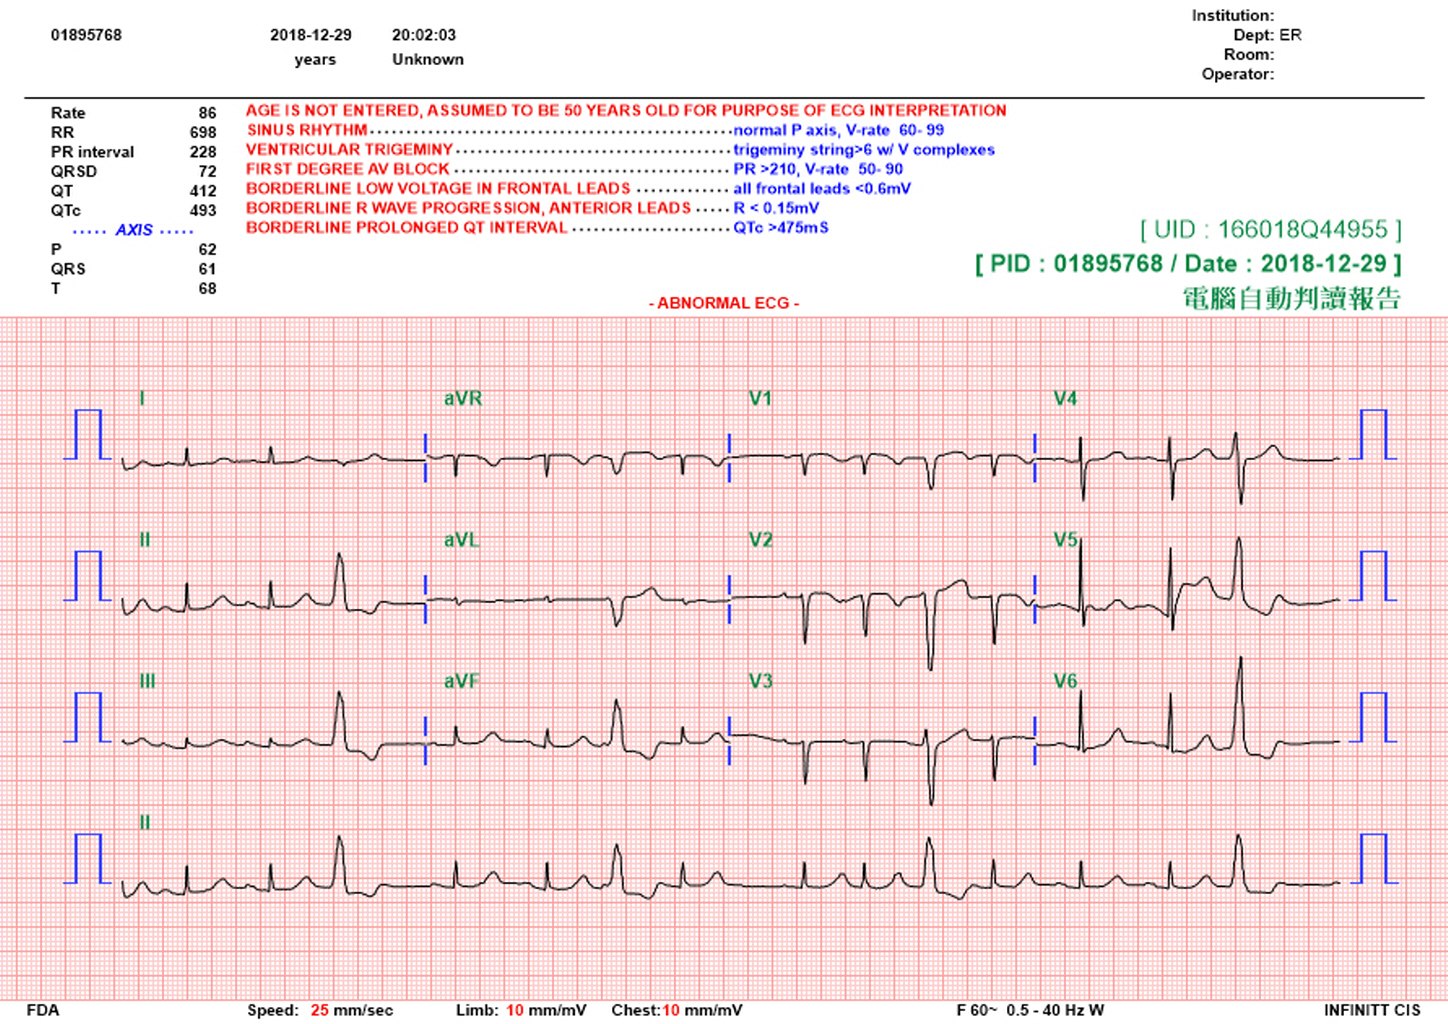 Institution:
01895768 2018-12-29 20:02:03 Dept: ER
years Unknown Room:
Operator:
Rate 86 AGE IS NOT ENTERED, ASSUMED TO BE 50 YEARS OLD FOR PURPOSE OF ECG INTERPRETATION
RR 698 SINUS RHYTHM normal P axis, V-rate 60- 99
PR interval 228 VENTRICULAR TRIGEMINY trigeminy string>6 w/ V complexes
QRSD 72 FIRST DEGREE AV BLOCK PR >210, V-rate 50- 90
QT 412 BORDERLINE LOW VOLTAGE IN FRONTAL LEADS all frontal leads <0.6mV
QTc 493 BORDERLINE R WAVE PROGRESSION, ANTERIOR LEADS R < 0.15mV
..... AXIS ..... BORDERLINE PROLONGED QT INTERVAL QTc >475mS
[ UID : 166018Q44955 ]
P 62
QRS 61 [ PID : 01895768 / Date : 2018-12-29 ]
T 68
- ABNORMAL ECG - 電腦自動判讀報告
I aVR V1 V4
II aVL V2 V5
III aVF V3 V6
II
FDA Speed: 25 mm/sec Limb: 10 mm/mV Chest:10 mm/mV F 60~ 0.5 - 40 Hz W INFINITT CIS